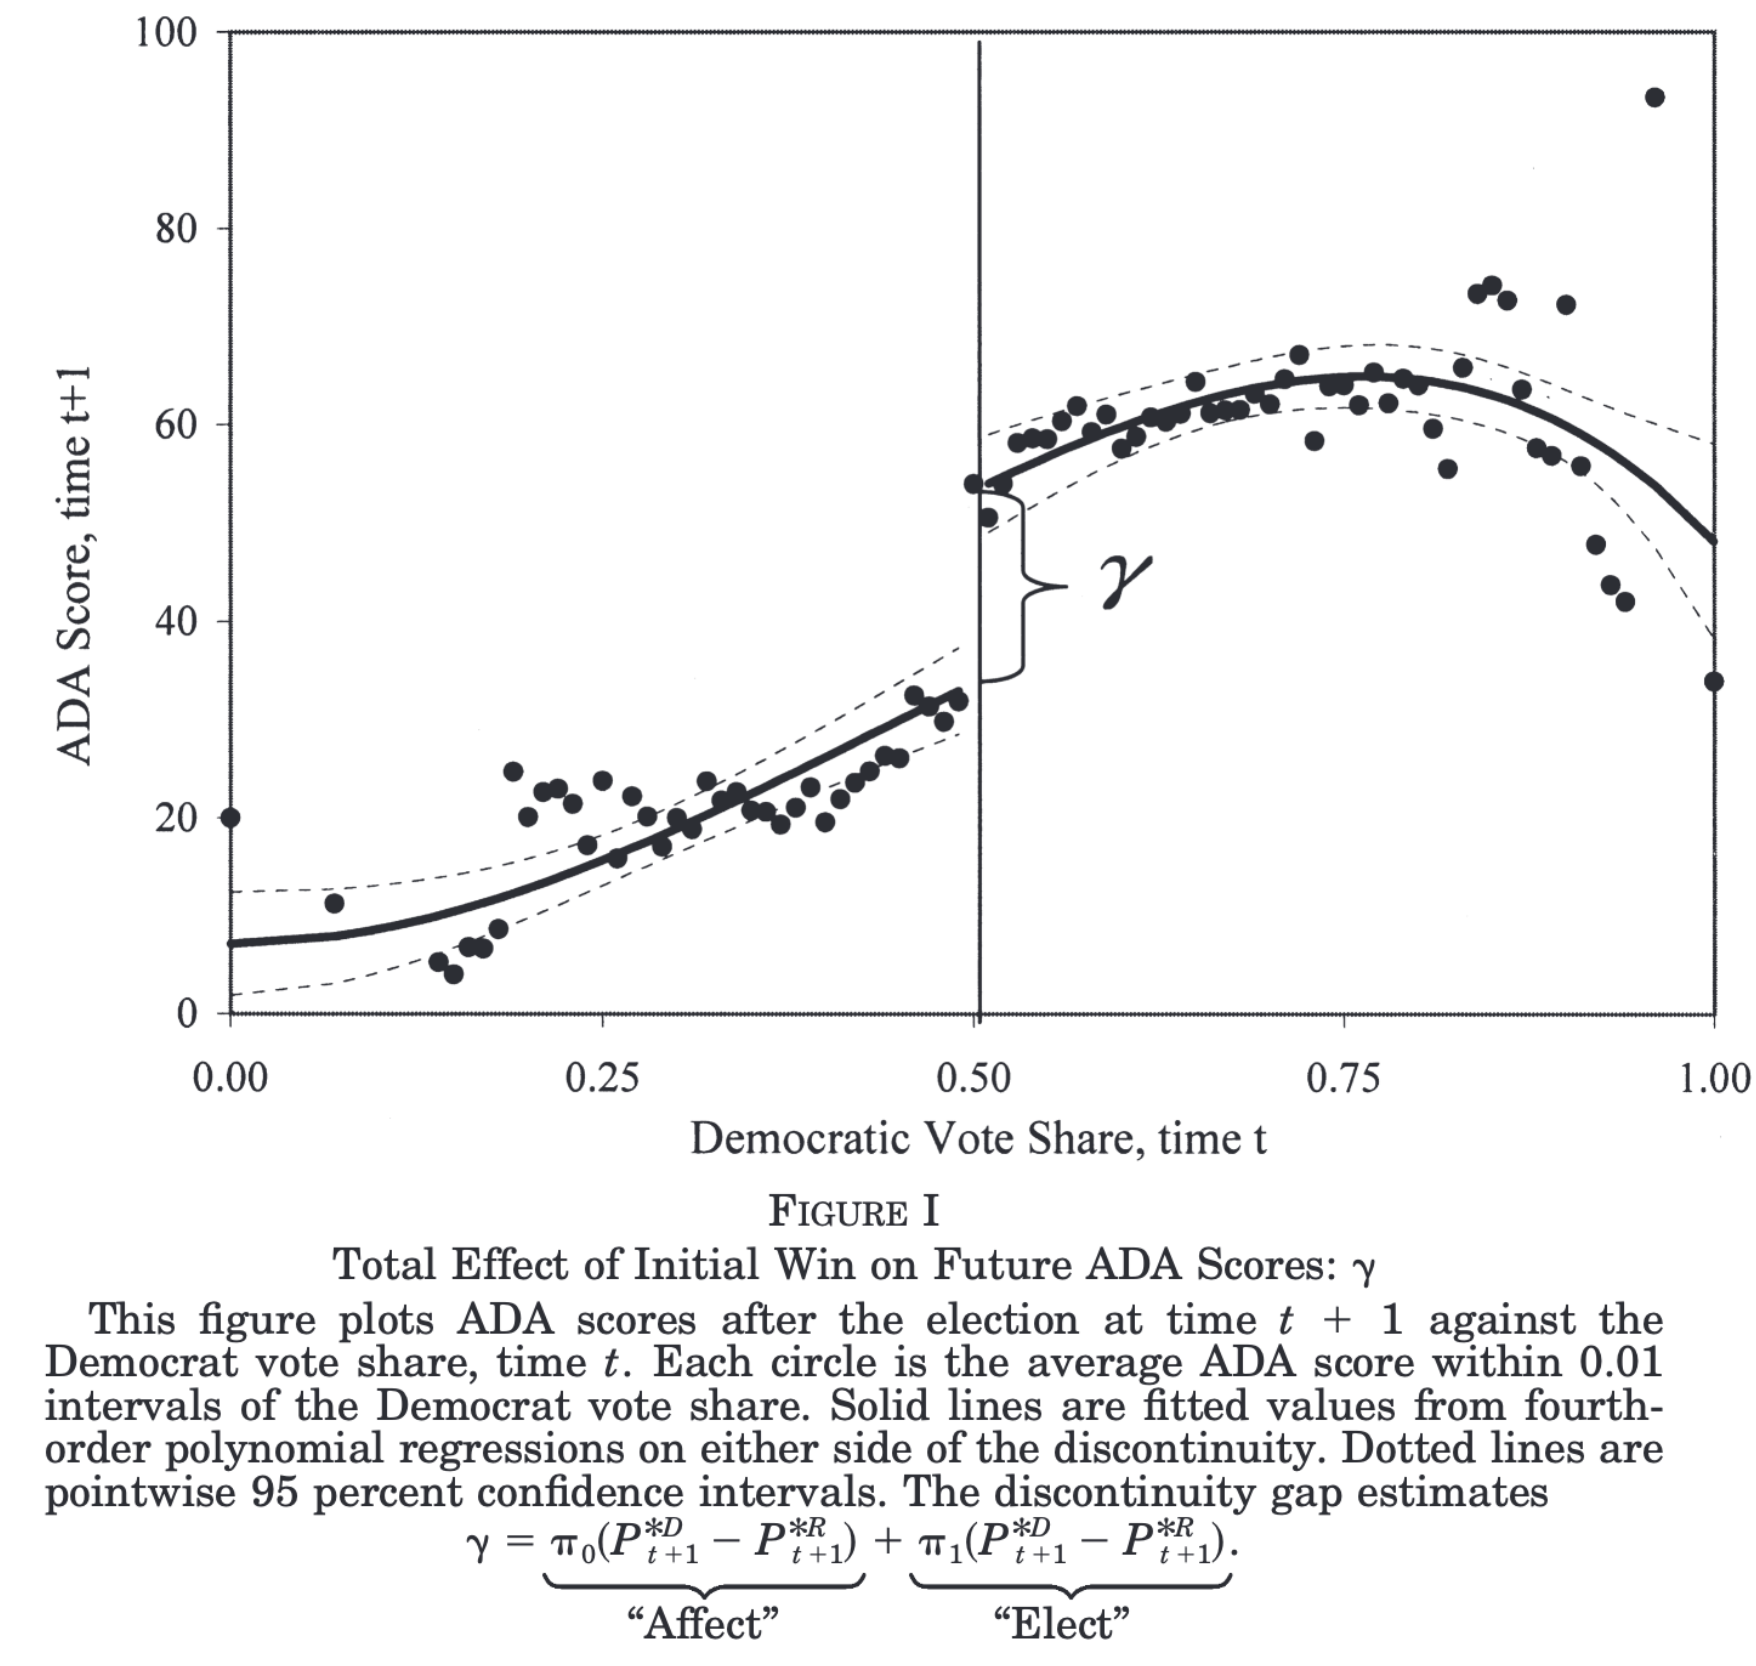 100
80
60
40
20
0
ADA Score, time t+1
γ
0.00 0.25 0.50 0.75 1.00
Democratic Vote Share, time t
FIGURE I
Total Effect of Initial Win on Future ADA Scores: γ
This figure plots ADA scores after the election at time t + 1 against the
Democrat vote share, time t. Each circle is the average ADA score within 0.01
intervals of the Democrat vote share. Solid lines are fitted values from fourth-
order polynomial regressions on either side of the discontinuity. Dotted lines are
pointwise 95 percent confidence intervals. The discontinuity gap estimates
γ = π₀(P*ᴰₜ₊₁ − P*ᴿₜ₊₁) + π₁(P*ᴰₜ₊₁ − P*ᴿₜ₊₁).
“Affect” “Elect”